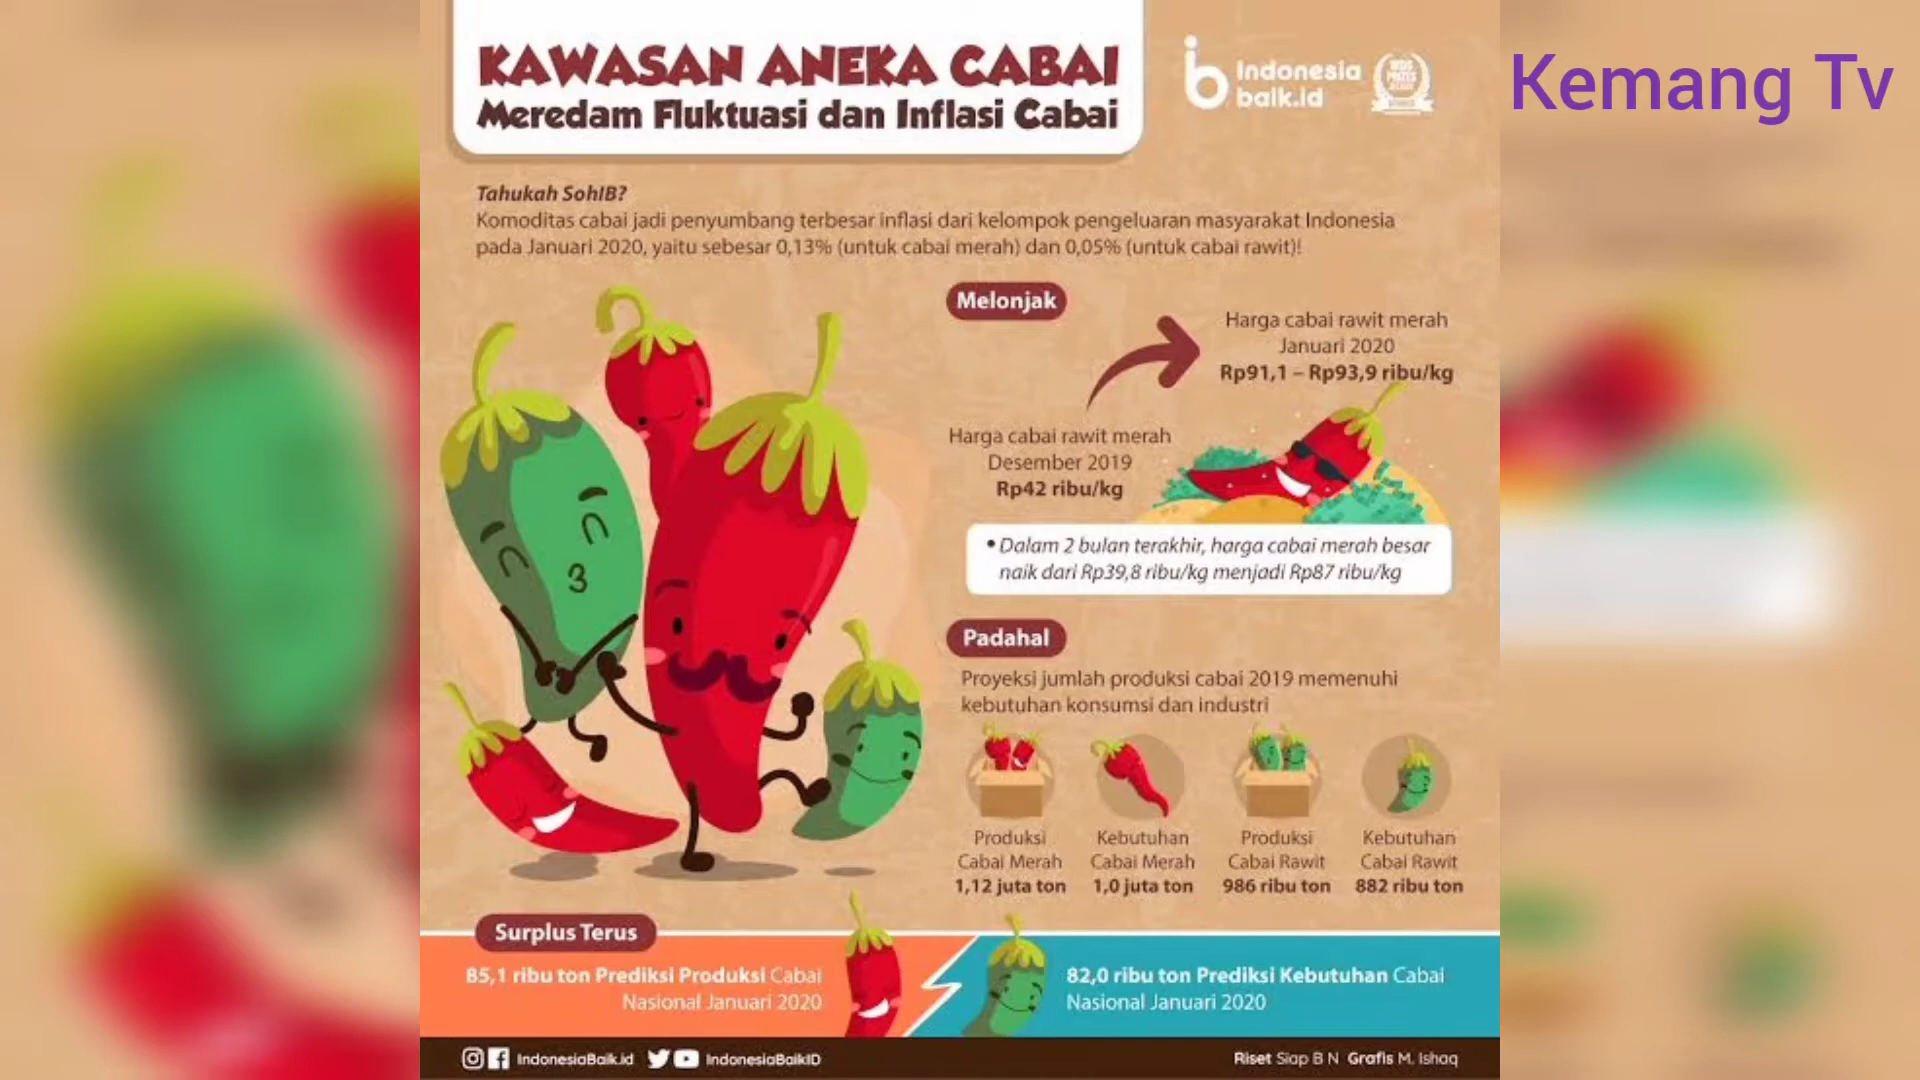 KAWASAN ANEKA CABAI
Meredam Fluktuasi dan Inflasi Cabai
Indonesia
baik.id
Kemang Tv
Tahukah SohIB?
Komoditas cabai jadi penyumbang terbesar inflasi dari kelompok pengeluaran masyarakat Indonesia
pada Januari 2020, yaitu sebesar 0,13% (untuk cabai merah) dan 0,05% (untuk cabai rawit)!
Melonjak
Harga cabai rawit merah
Januari 2020
Rp91,1 – Rp93,9 ribu/kg
Harga cabai rawit merah
Desember 2019
Rp42 ribu/kg
• Dalam 2 bulan terakhir, harga cabai merah besar
naik dari Rp39,8 ribu/kg menjadi Rp87 ribu/kg
Padahal
Proyeksi jumlah produksi cabai 2019 memenuhi
kebutuhan konsumsi dan industri
Produksi
Cabai Merah
1,12 juta ton
Kebutuhan
Cabai Merah
1,0 juta ton
Produksi
Cabai Rawit
986 ribu ton
Kebutuhan
Cabai Rawit
882 ribu ton
Surplus Terus
85,1 ribu ton Prediksi Produksi Cabai
Nasional Januari 2020
82,0 ribu ton Prediksi Kebutuhan Cabai
Nasional Januari 2020
IndonesiaBaik.id
IndonesiaBaikID
Riset Siap B N Grafis M. Ishaq